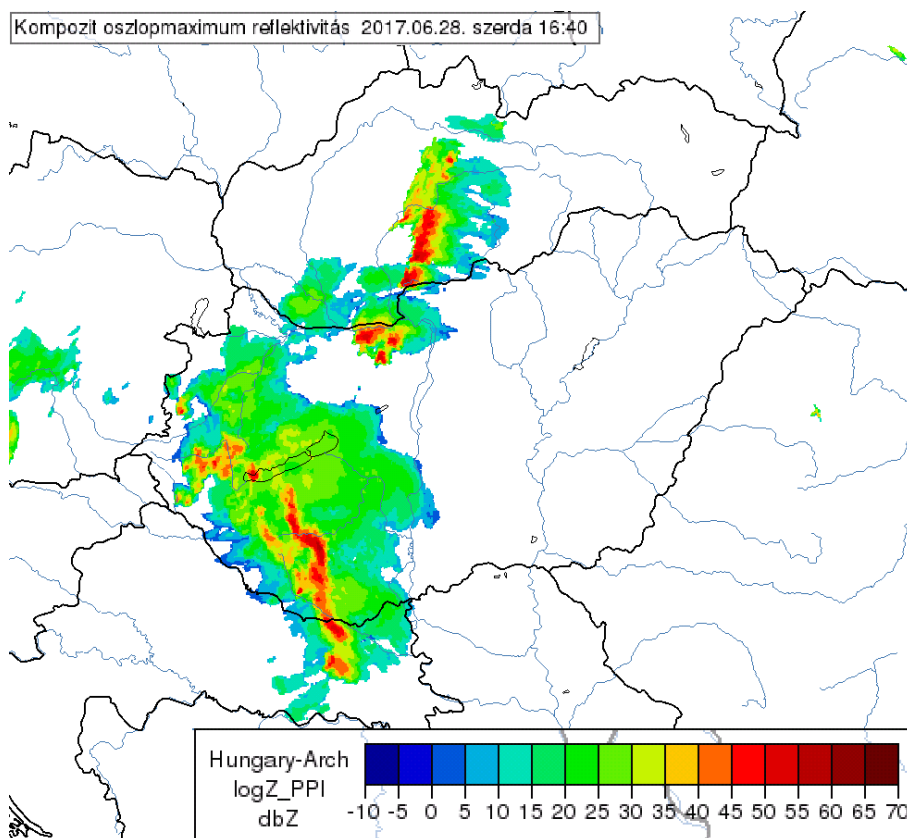 Kompozit oszlopmaximum reflektivitás 2017.06.28. szerda 16:40
Hungary-Arch
logZ_PPI
dbZ
-10 -5 0 5 10 15 20 25 30 35 40 45 50 55 60 65 70